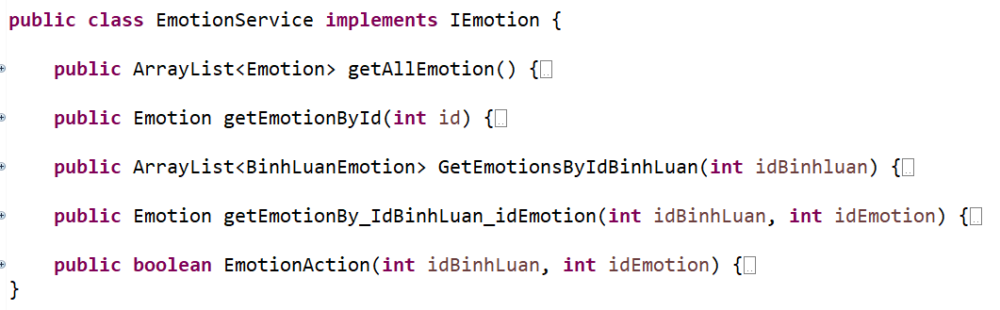 public class EmotionService implements IEmotion {
public ArrayList<Emotion> getAllEmotion() {
public Emotion getEmotionById(int id) {
public ArrayList<BinhLuanEmotion> GetEmotionsByIdBinhLuan(int idBinhluan) {
public Emotion getEmotionBy_IdBinhLuan_idEmotion(int idBinhLuan, int idEmotion) {
public boolean EmotionAction(int idBinhLuan, int idEmotion) {
}